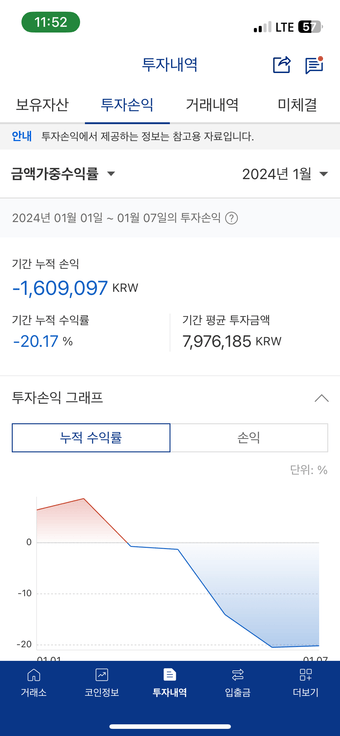 11:52
LTE 57
투자내역
보유자산 투자손익 거래내역 미체결
안내 투자손익에서 제공하는 정보는 참고용 자료입니다.
금액가중수익률 2024년 1월
2024년 01월 01일 ~ 01월 07일의 투자손익 ?
기간 누적 손익
-1,609,097 KRW
기간 누적 수익률 기간 평균 투자금액
-20.17 % 7,976,185 KRW
투자손익 그래프
누적 수익률 손익
단위: %
0
-10
-20
01.01 01.07
거래소 코인정보 투자내역 입출금 더보기